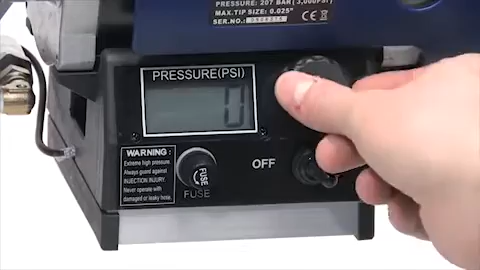 PRESSURE: 207 BAR (3,000PSI)
MAX.TIP SIZE: 0.025"
SER.NO.: CE
PRESSURE(PSI)
0
WARNING:
Extreme high pressure.
Always guard against
INJECTION INJURY.
Never operate with
damaged or leaky hose.
FUSE
FUSE
OFF